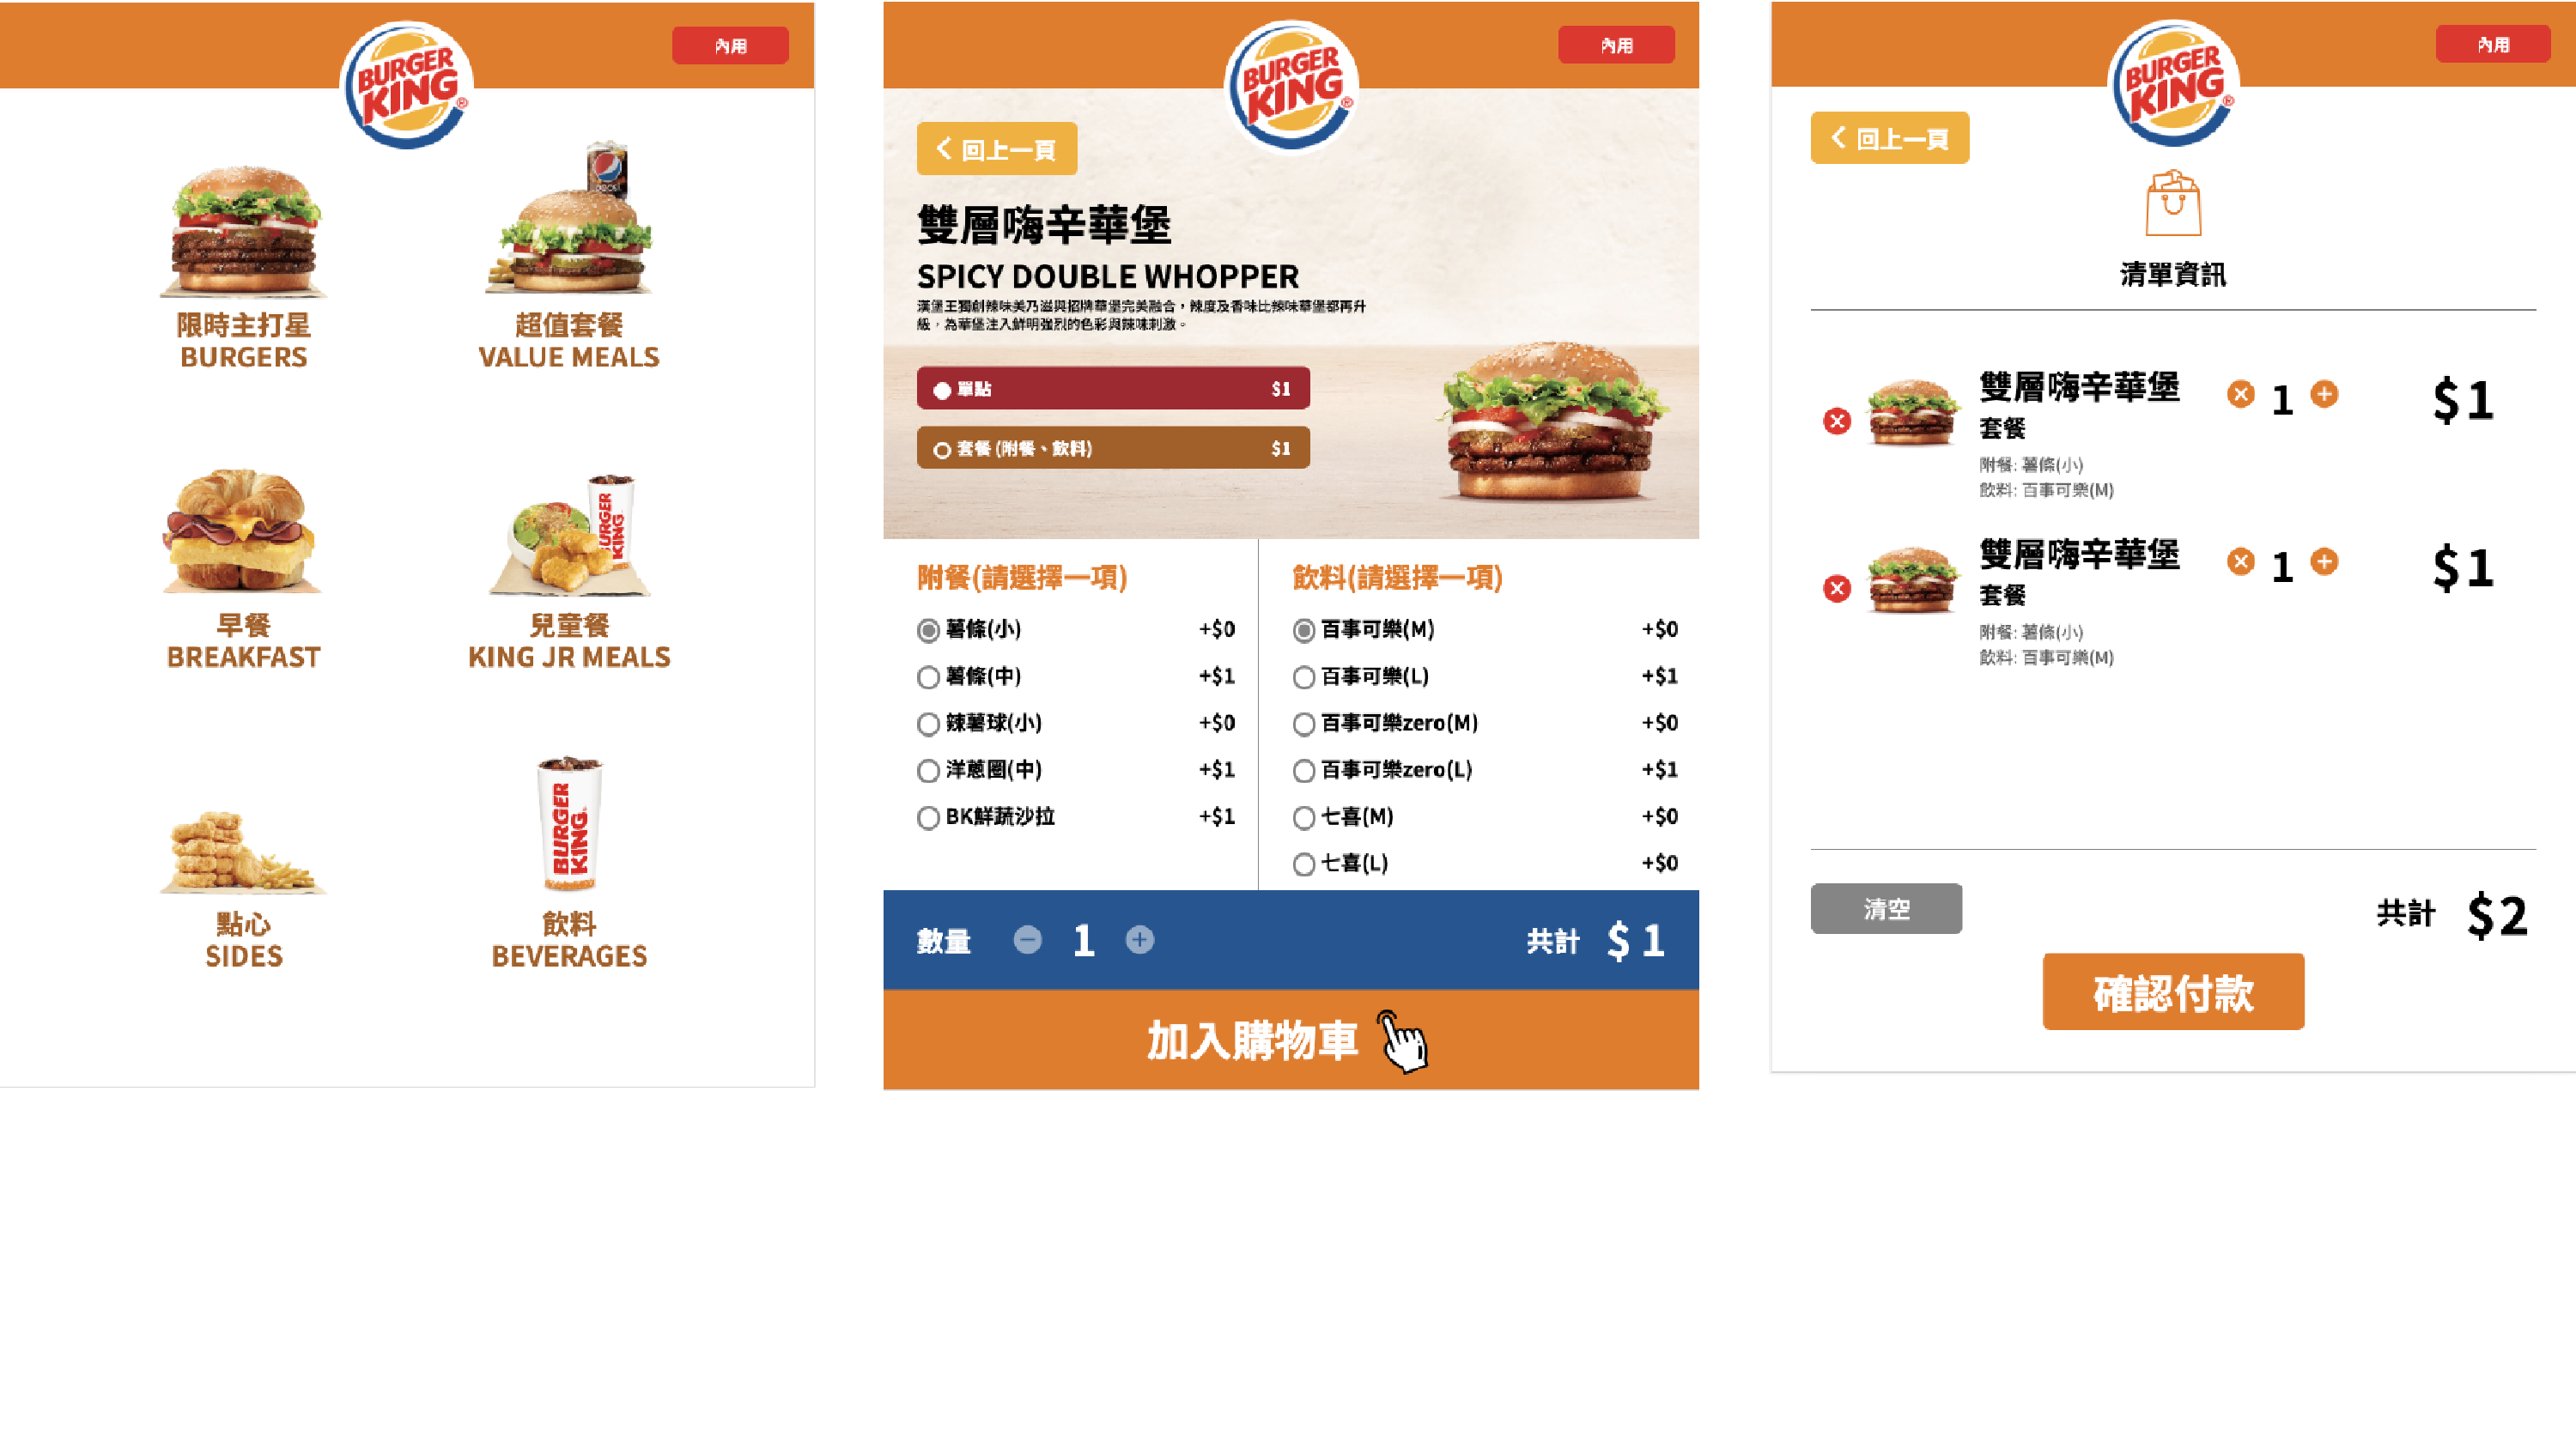 內用
BURGER
KING
®
限時主打星
BURGERS
pepsi
超值套餐
VALUE MEALS
早餐
BREAKFAST
BURGER
KING
兒童餐
KING JR MEALS
點心
SIDES
BURGER
KING
飲料
BEVERAGES
內用
BURGER
KING
®
回上一頁
雙層嗨辛華堡
SPICY DOUBLE WHOPPER
漢堡王獨創辣味美乃滋與招牌華堡完美融合，辣度及香味比辣味華堡都再升
級，為華堡注入鮮明強烈的色彩與辣味刺激。
單點 $1
套餐 (附餐、飲料) $1
附餐(請選擇一項)
薯條(小) +$0
薯條(中) +$1
辣薯球(小) +$0
洋蔥圈(中) +$1
BK鮮蔬沙拉 +$1
飲料(請選擇一項)
百事可樂(M) +$0
百事可樂(L) +$1
百事可樂zero(M) +$0
百事可樂zero(L) +$1
七喜(M) +$0
七喜(L) +$0
數量 1 共計 $ 1
加入購物車
內用
BURGER
KING
®
回上一頁
清單資訊
雙層嗨辛華堡 1 $ 1
套餐
附餐: 薯條(小)
飲料: 百事可樂(M)
雙層嗨辛華堡 1 $ 1
套餐
附餐: 薯條(小)
飲料: 百事可樂(M)
清空
共計 $2
確認付款